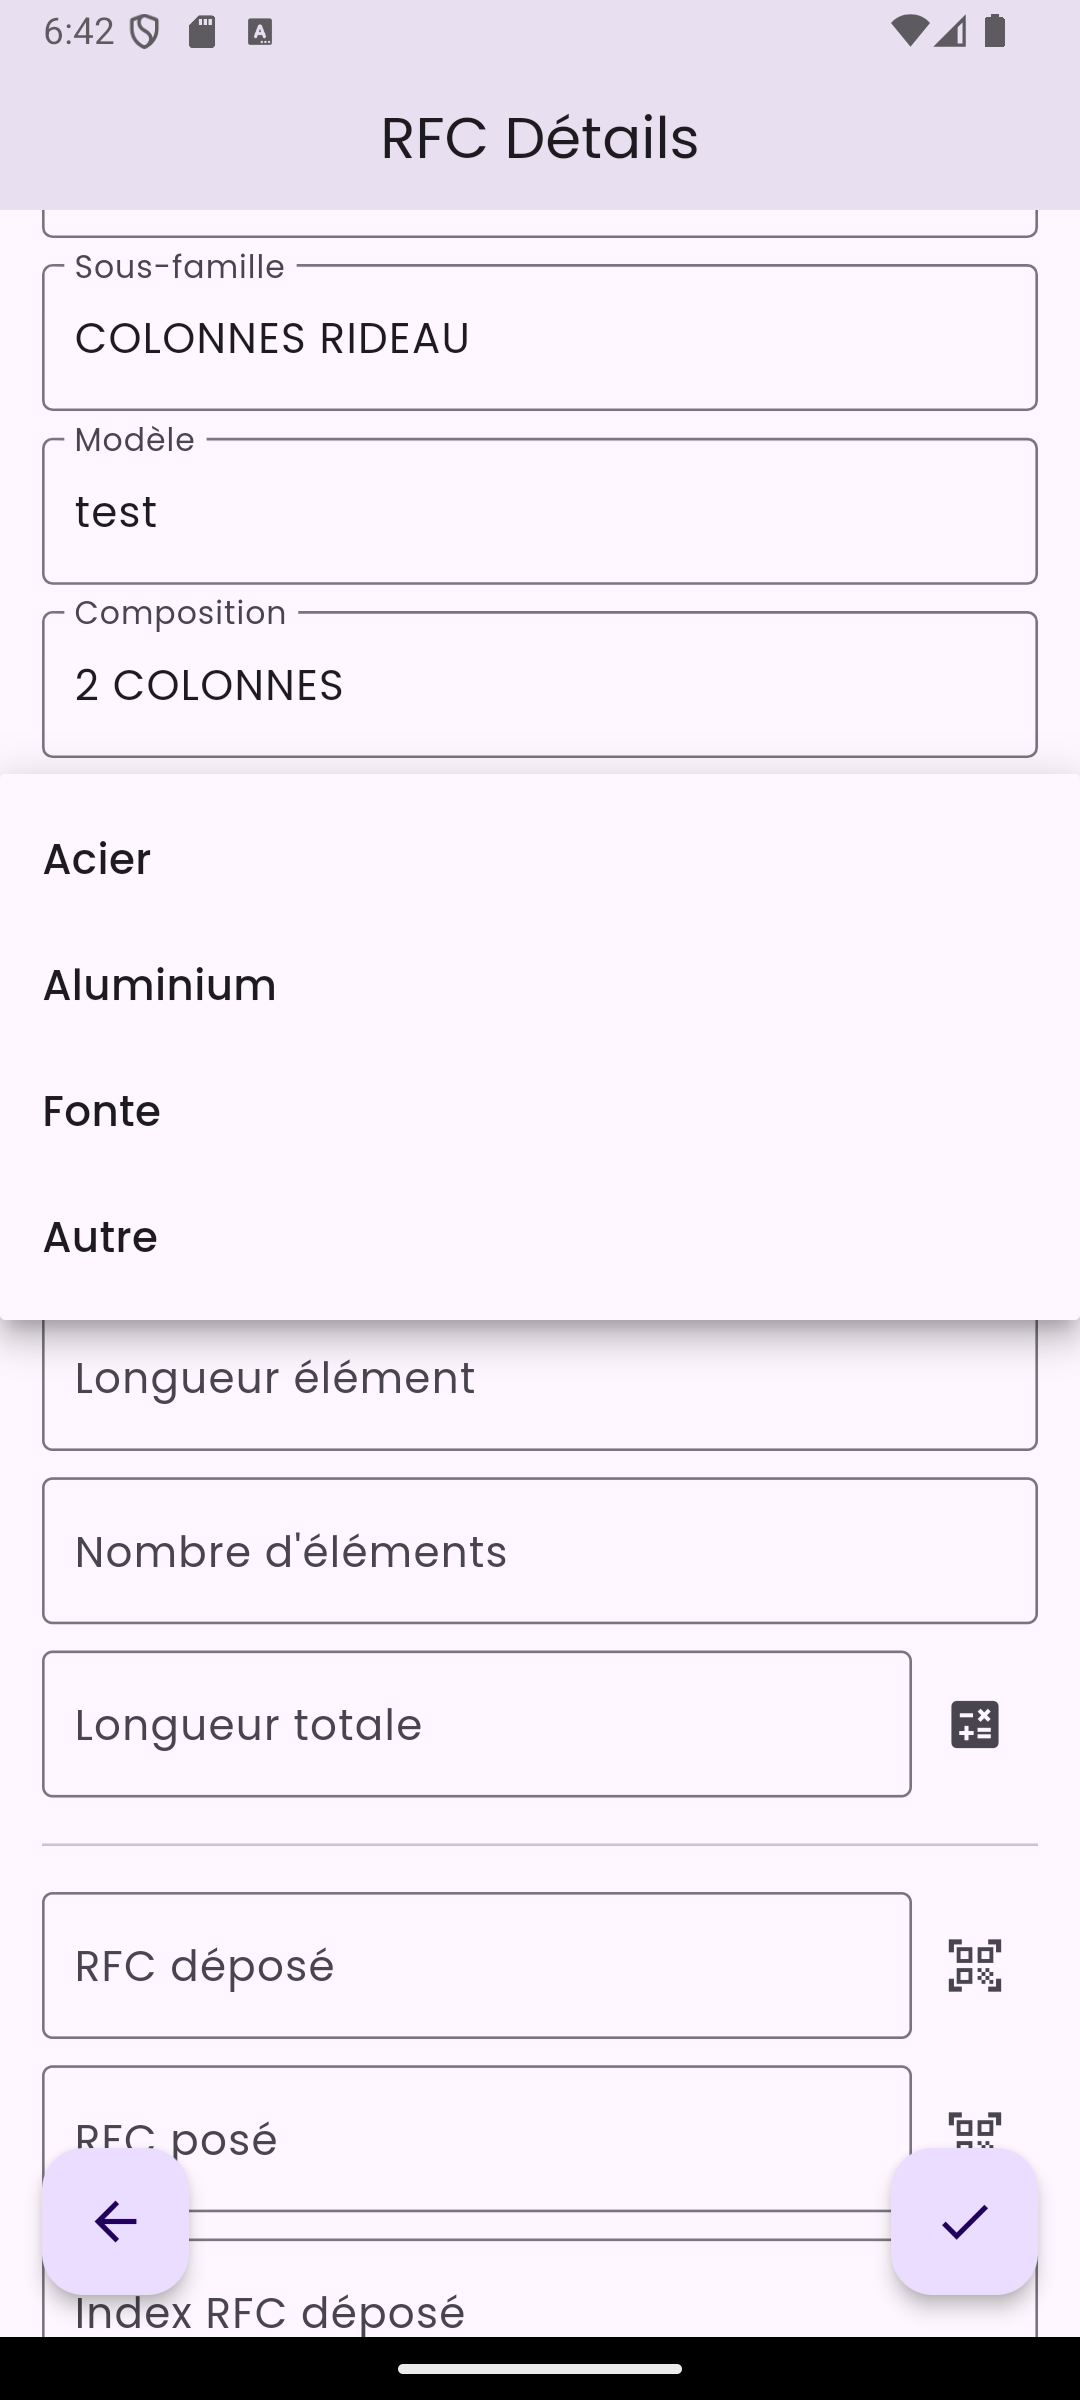 6:42
RFC Détails
Sous-famille
COLONNES RIDEAU
Modèle
test
Composition
2 COLONNES
Acier
Aluminium
Fonte
Autre
Longueur élément
Nombre d'éléments
Longueur totale
RFC déposé
RFC posé
Index RFC déposé